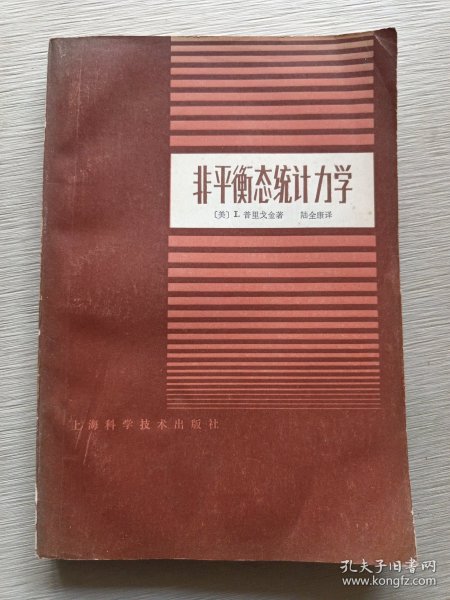 非平衡态统计力学
〔美〕I. 普里戈金著 陆全康译
上海科学技术出版社
孔夫子旧书网
www.kongfz.com